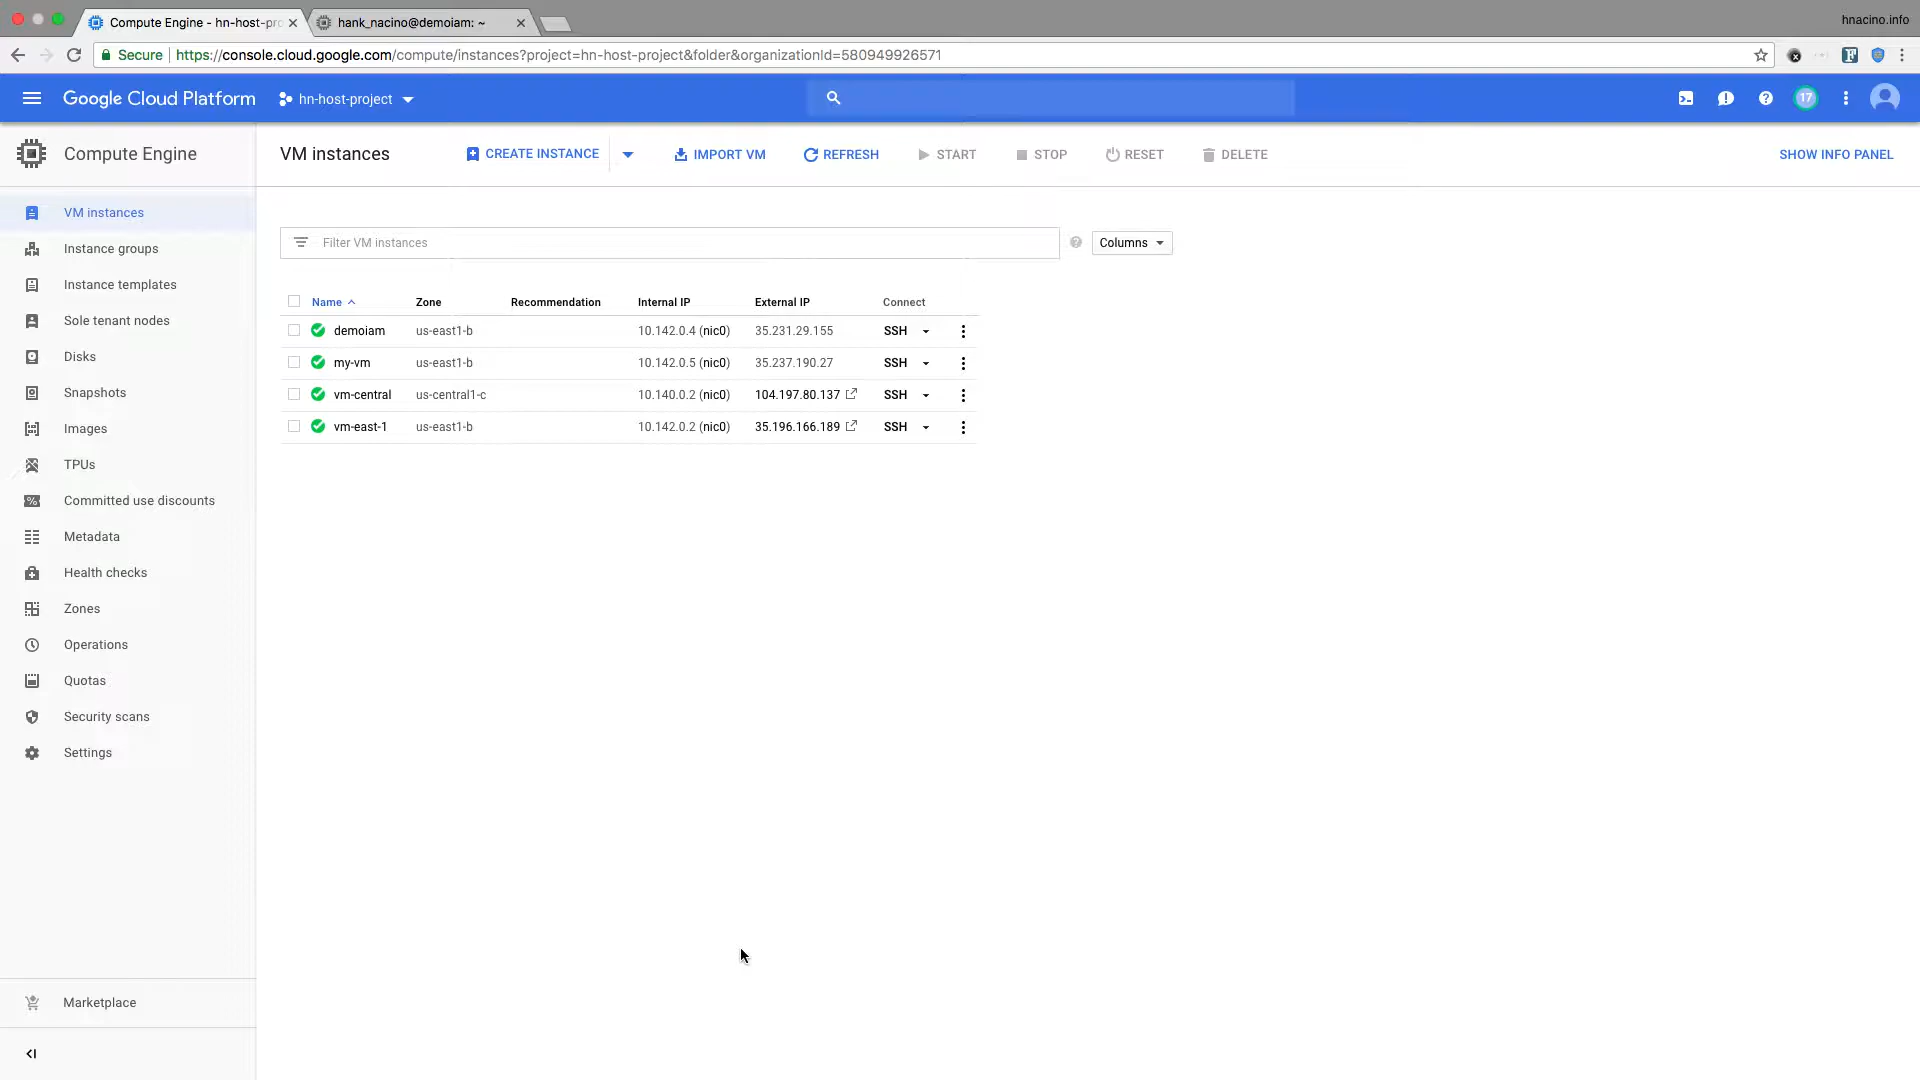 Compute Engine - hn-host-pro
hank_nacino@demoiam: ~
hnacino.info
Secure
https://console.cloud.google.com/compute/instances?project=hn-host-project&folder&organizationId=580949926571
Google Cloud Platform
hn-host-project
17
Compute Engine
VM instances
CREATE INSTANCE
IMPORT VM
REFRESH
START
STOP
RESET
DELETE
SHOW INFO PANEL
VM instances
Instance groups
Instance templates
Sole tenant nodes
Disks
Snapshots
Images
TPUs
Committed use discounts
Metadata
Health checks
Zones
Operations
Quotas
Security scans
Settings
Marketplace
Filter VM instances
Columns
Name Zone Recommendation Internal IP External IP Connect
demoiam us-east1-b 10.142.0.4 (nic0) 35.231.29.155 SSH
my-vm us-east1-b 10.142.0.5 (nic0) 35.237.190.27 SSH
vm-central us-central1-c 10.140.0.2 (nic0) 104.197.80.137 SSH
vm-east-1 us-east1-b 10.142.0.2 (nic0) 35.196.166.189 SSH